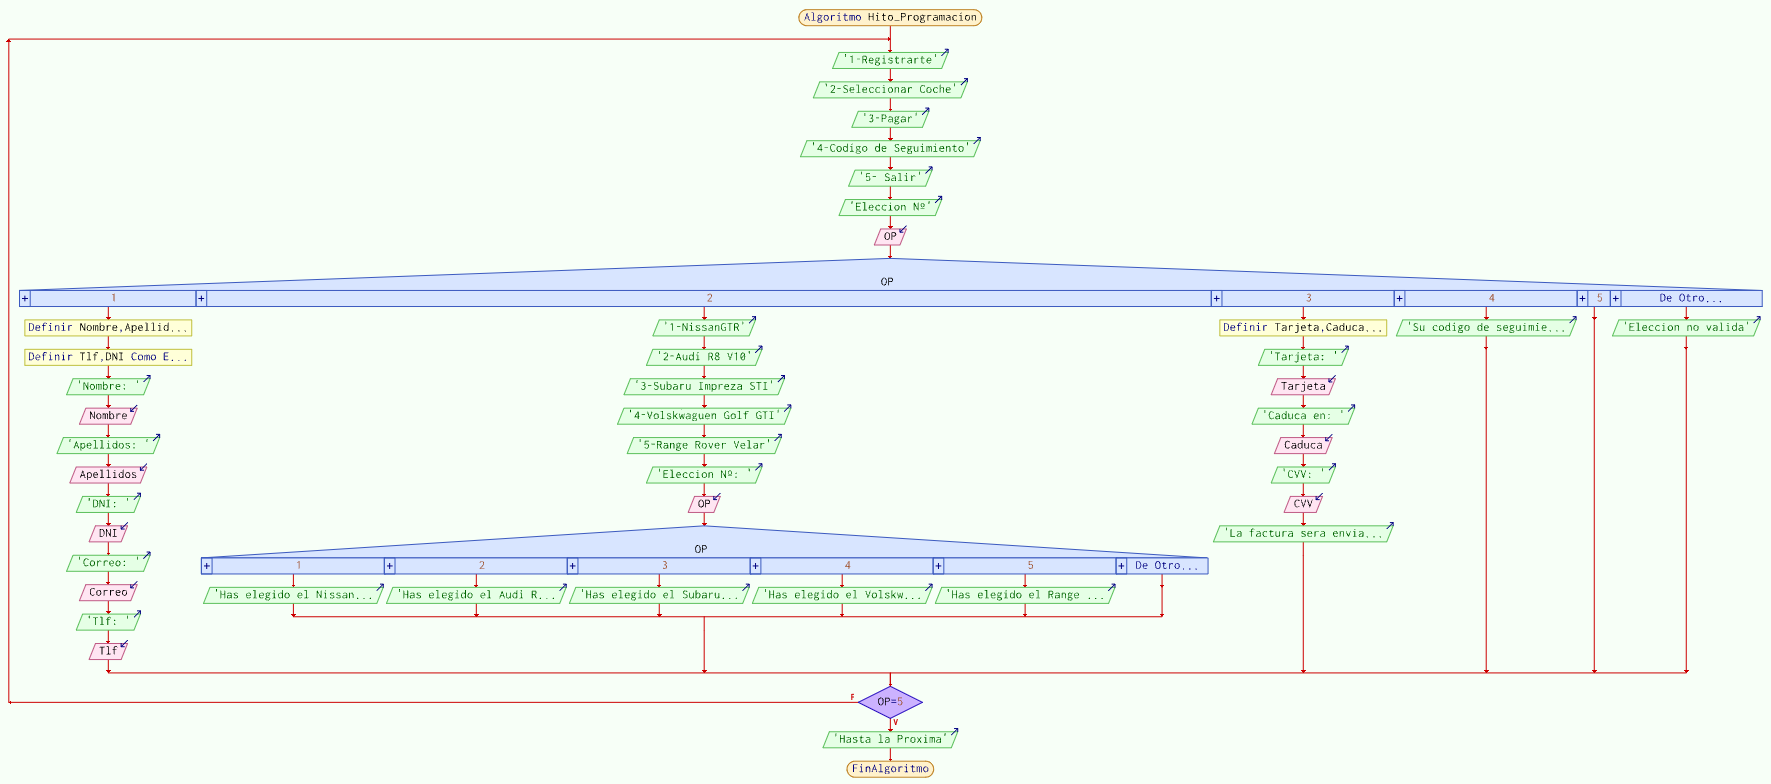 Algoritmo Hito_Programacion
'1-Registrarte'
'2-Seleccionar Coche'
'3-Pagar'
'4-Codigo de Seguimiento'
'5- Salir'
'Eleccion Nº'
OP
OP
+ 1 + 2 + 3 + 4 + 5 + De Otro...
Definir Nombre,Apellid...
Definir Tlf,DNI Como E...
'Nombre: '
Nombre
'Apellidos: '
Apellidos
'DNI: '
DNI
'Correo: '
Correo
'Tlf: '
Tlf
'1-NissanGTR'
'2-Audi R8 V10'
'3-Subaru Impreza STI'
'4-Volskwaguen Golf GTI'
'5-Range Rover Velar'
'Eleccion Nº: '
OP
OP
+ 1 + 2 + 3 + 4 + 5 + De Otro...
'Has elegido el Nissan...
'Has elegido el Audi R...
'Has elegido el Subaru...
'Has elegido el Volskw...
'Has elegido el Range ...
Definir Tarjeta,Caduca...
'Tarjeta: '
Tarjeta
'Caduca en: '
Caduca
'CVV: '
CVV
'La factura sera envia...
'Su codigo de seguimie...
'Eleccion no valida'
F
OP=5
V
'Hasta la Proxima'
FinAlgoritmo